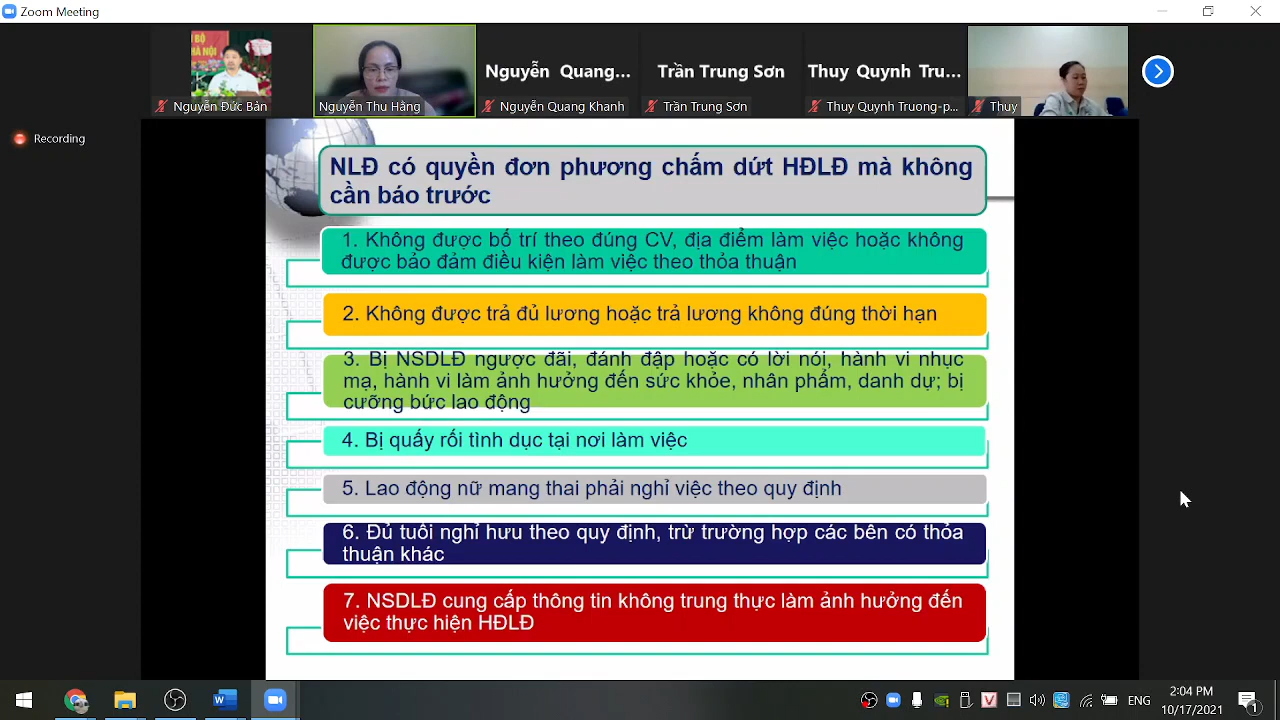 Zoom Meeting
BỘ
HÀ NỘI
Nguyễn Quang...
Trần Trung Sơn
Thuy Quynh Tru...
Nguyễn Đức Bản
Nguyễn Thu Hằng
Nguyễn Quang Khanh
Trần Trung Sơn
Thuy Quynh Truong-p...
Thuy
Recording
NLĐ có quyền đơn phương chấm dứt HĐLĐ mà không
cần báo trước
1. Không được bố trí theo đúng CV, địa điểm làm việc hoặc không
được bảo đảm điều kiện làm việc theo thỏa thuận
2. Không được trả đủ lương hoặc trả lương không đúng thời hạn
3. Bị NSDLĐ ngược đãi, đánh đập hoặc có lời nói, hành vi nhục
mạ, hành vi làm ảnh hưởng đến sức khỏe, nhân phẩm, danh dự; bị
cưỡng bức lao động
4. Bị quấy rối tình dục tại nơi làm việc
5. Lao động nữ mang thai phải nghỉ việc theo quy định
6. Đủ tuổi nghỉ hưu theo quy định, trừ trường hợp các bên có thỏa
thuận khác
7. NSDLĐ cung cấp thông tin không trung thực làm ảnh hưởng đến
việc thực hiện HĐLĐ
ENG
2:04 PM
10/17/2021